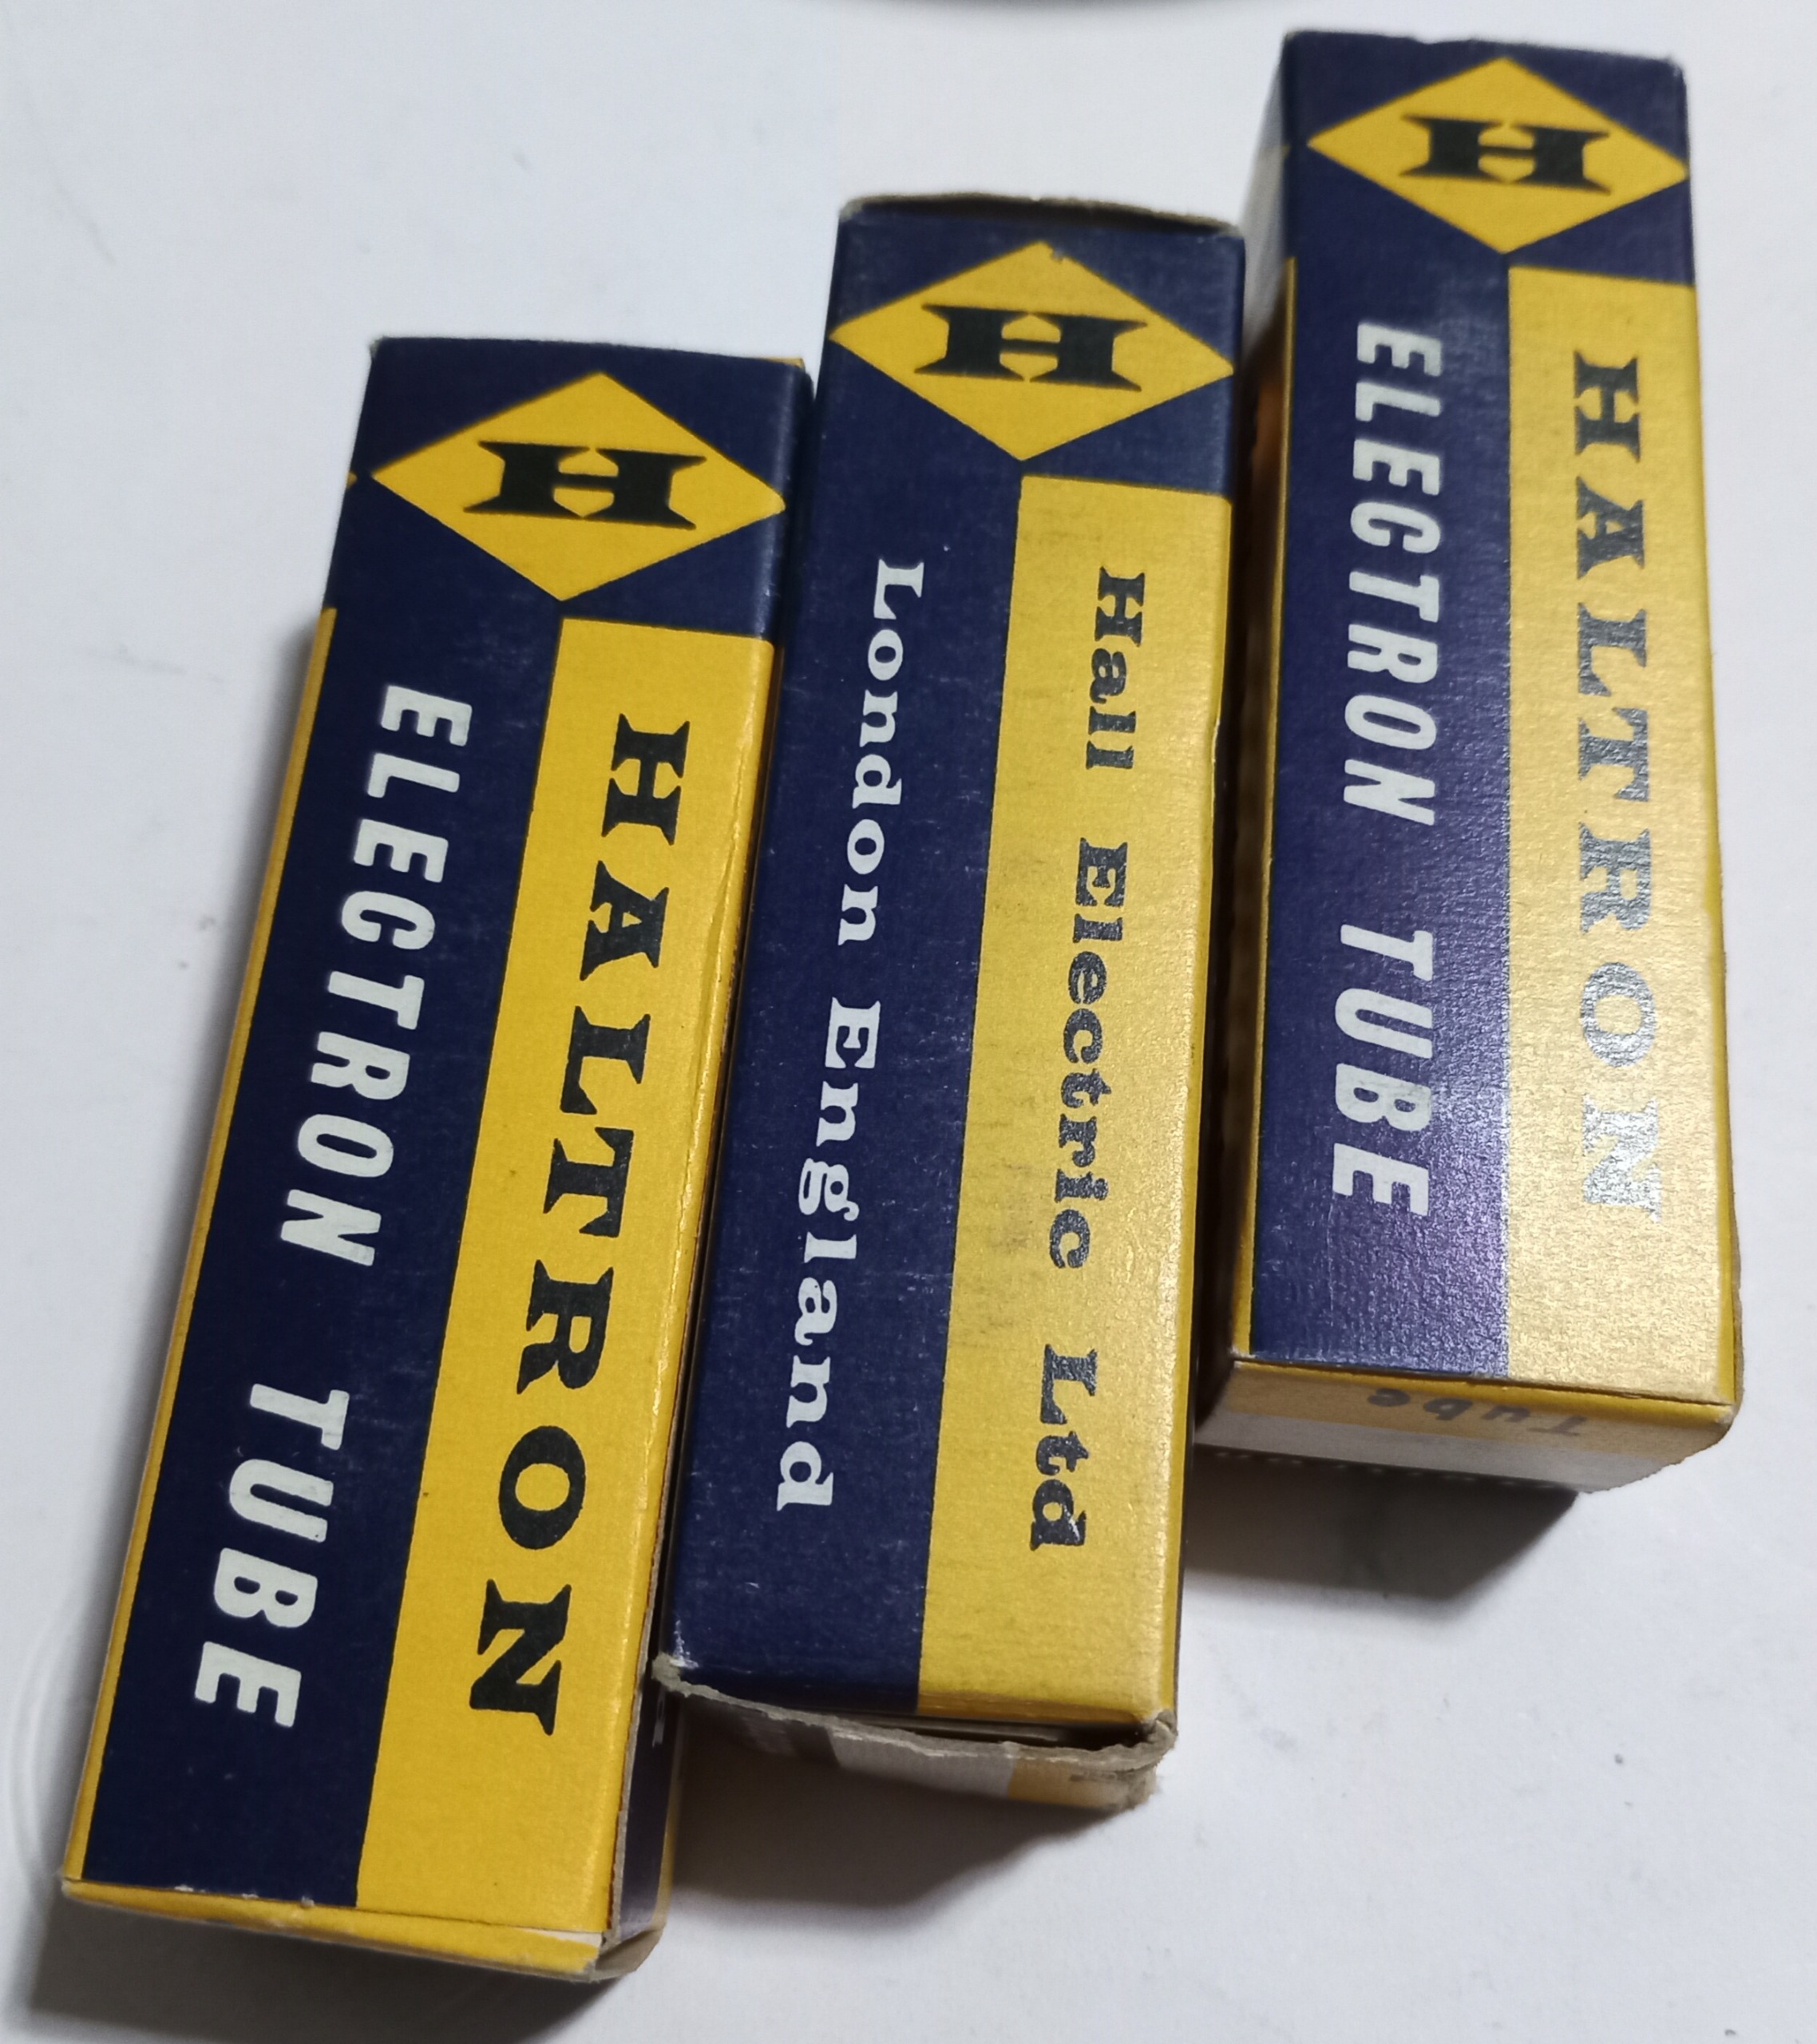 H
HALTRON
ELECTRON TUBE
H
Hall Electric Ltd
London England
H
HALTRON
ELECTRON TUBE
Tube